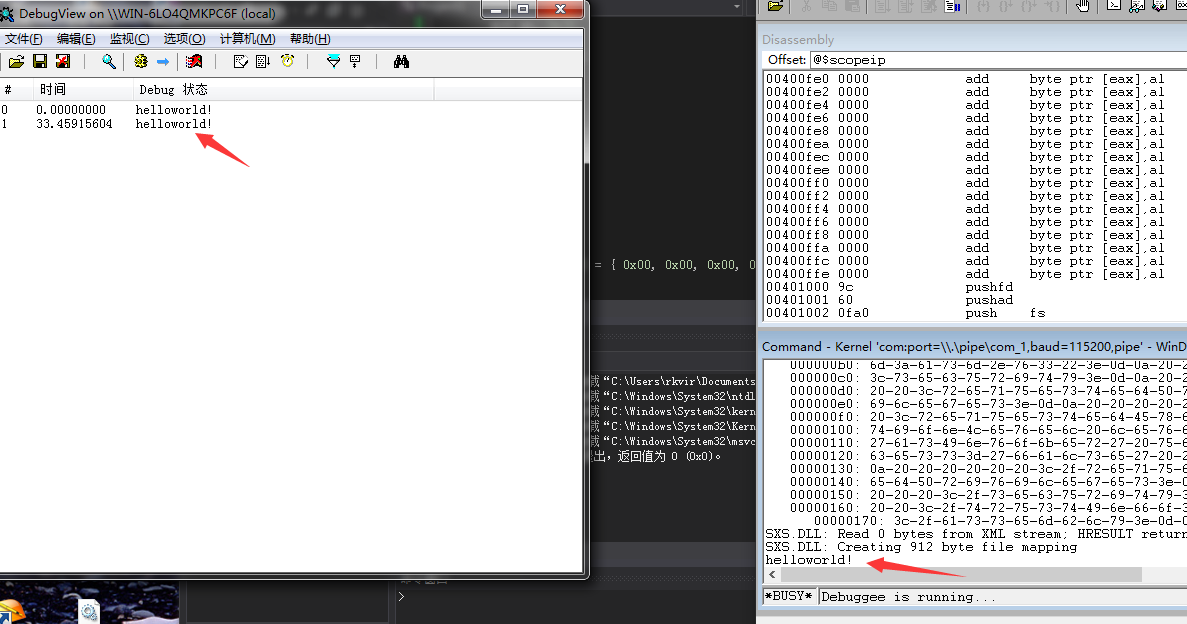 DebugView on \\WIN-6LO4QMKPC6F (local)
文件(F) 编辑(E) 监视(C) 选项(O) 计算机(M) 帮助(H)
# 时间 Debug 状态
0 0.00000000 helloworld!
1 33.45915604 helloworld!
= { 0x00, 0x00, 0x00, 0
载“C:\Users\rkvir\Documents
载“C:\Windows\System32\ntdl
载“C:\Windows\System32\kern
载“C:\Windows\System32\Kern
载“C:\Windows\System32\msvc
出，返回值为 0 (0x0)。
>
Disassembly
Offset: @$scopeip
00400fe0 0000 add byte ptr [eax],al
00400fe2 0000 add byte ptr [eax],al
00400fe4 0000 add byte ptr [eax],al
00400fe6 0000 add byte ptr [eax],al
00400fe8 0000 add byte ptr [eax],al
00400fea 0000 add byte ptr [eax],al
00400fec 0000 add byte ptr [eax],al
00400fee 0000 add byte ptr [eax],al
00400ff0 0000 add byte ptr [eax],al
00400ff2 0000 add byte ptr [eax],al
00400ff4 0000 add byte ptr [eax],al
00400ff6 0000 add byte ptr [eax],al
00400ff8 0000 add byte ptr [eax],al
00400ffa 0000 add byte ptr [eax],al
00400ffc 0000 add byte ptr [eax],al
00400ffe 0000 add byte ptr [eax],al
00401000 9c pushfd
00401001 60 pushad
00401002 0fa0 push fs
Command - Kernel 'com:port=\\.\pipe\com_1,baud=115200,pipe' - WinD
000000b0: 6d-3a-61-73-6d-2e-76-33-22-3e-0d-0a-20-2
000000c0: 3c-73-65-63-75-72-69-74-79-3e-0d-0a-20-2
000000d0: 20-20-3c-72-65-71-75-65-73-74-65-64-50-7
000000e0: 69-6c-65-67-65-73-3e-0d-0a-20-20-20-20-2
000000f0: 20-3c-72-65-71-75-65-73-74-65-64-45-78-6
00000100: 74-69-6f-6e-4c-65-76-65-6c-20-6c-65-76-6
00000110: 27-61-73-49-6e-76-6f-6b-65-72-27-20-75-6
00000120: 63-65-73-73-3d-27-66-61-6c-73-65-27-20-2
00000130: 0a-20-20-20-20-20-20-3c-2f-72-65-71-75-6
00000140: 65-64-50-72-69-76-69-6c-65-67-65-73-3e-0
00000150: 20-20-20-3c-2f-73-65-63-75-72-69-74-79-3
00000160: 20-20-3c-2f-74-72-75-73-74-49-6e-66-6f-3
00000170: 3c-2f-61-73-73-65-6d-62-6c-79-3e-0d-0
SXS.DLL: Read 0 bytes from XML stream; HRESULT return
SXS.DLL: Creating 912 byte file mapping
helloworld!
*BUSY* Debuggee is running...